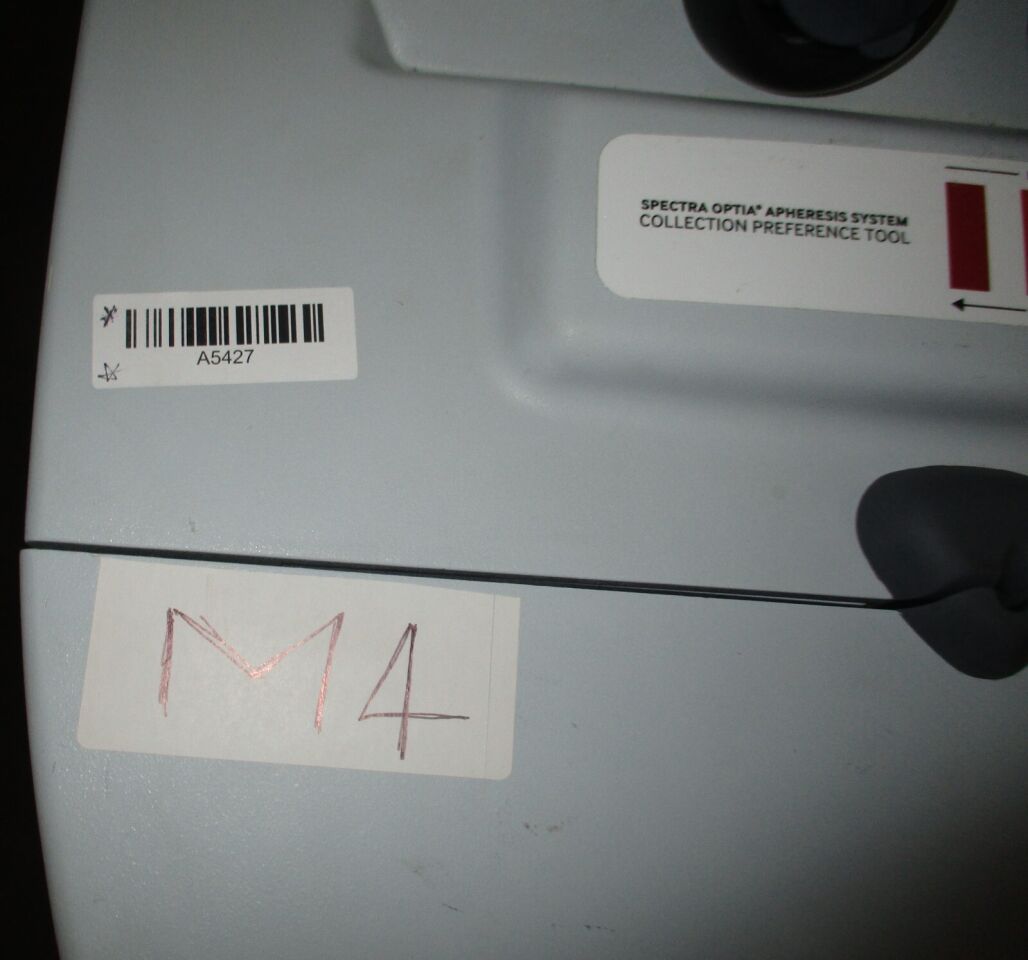 SPECTRA OPTIA® APHERESIS SYSTEM
COLLECTION PREFERENCE TOOL
A5427
M4